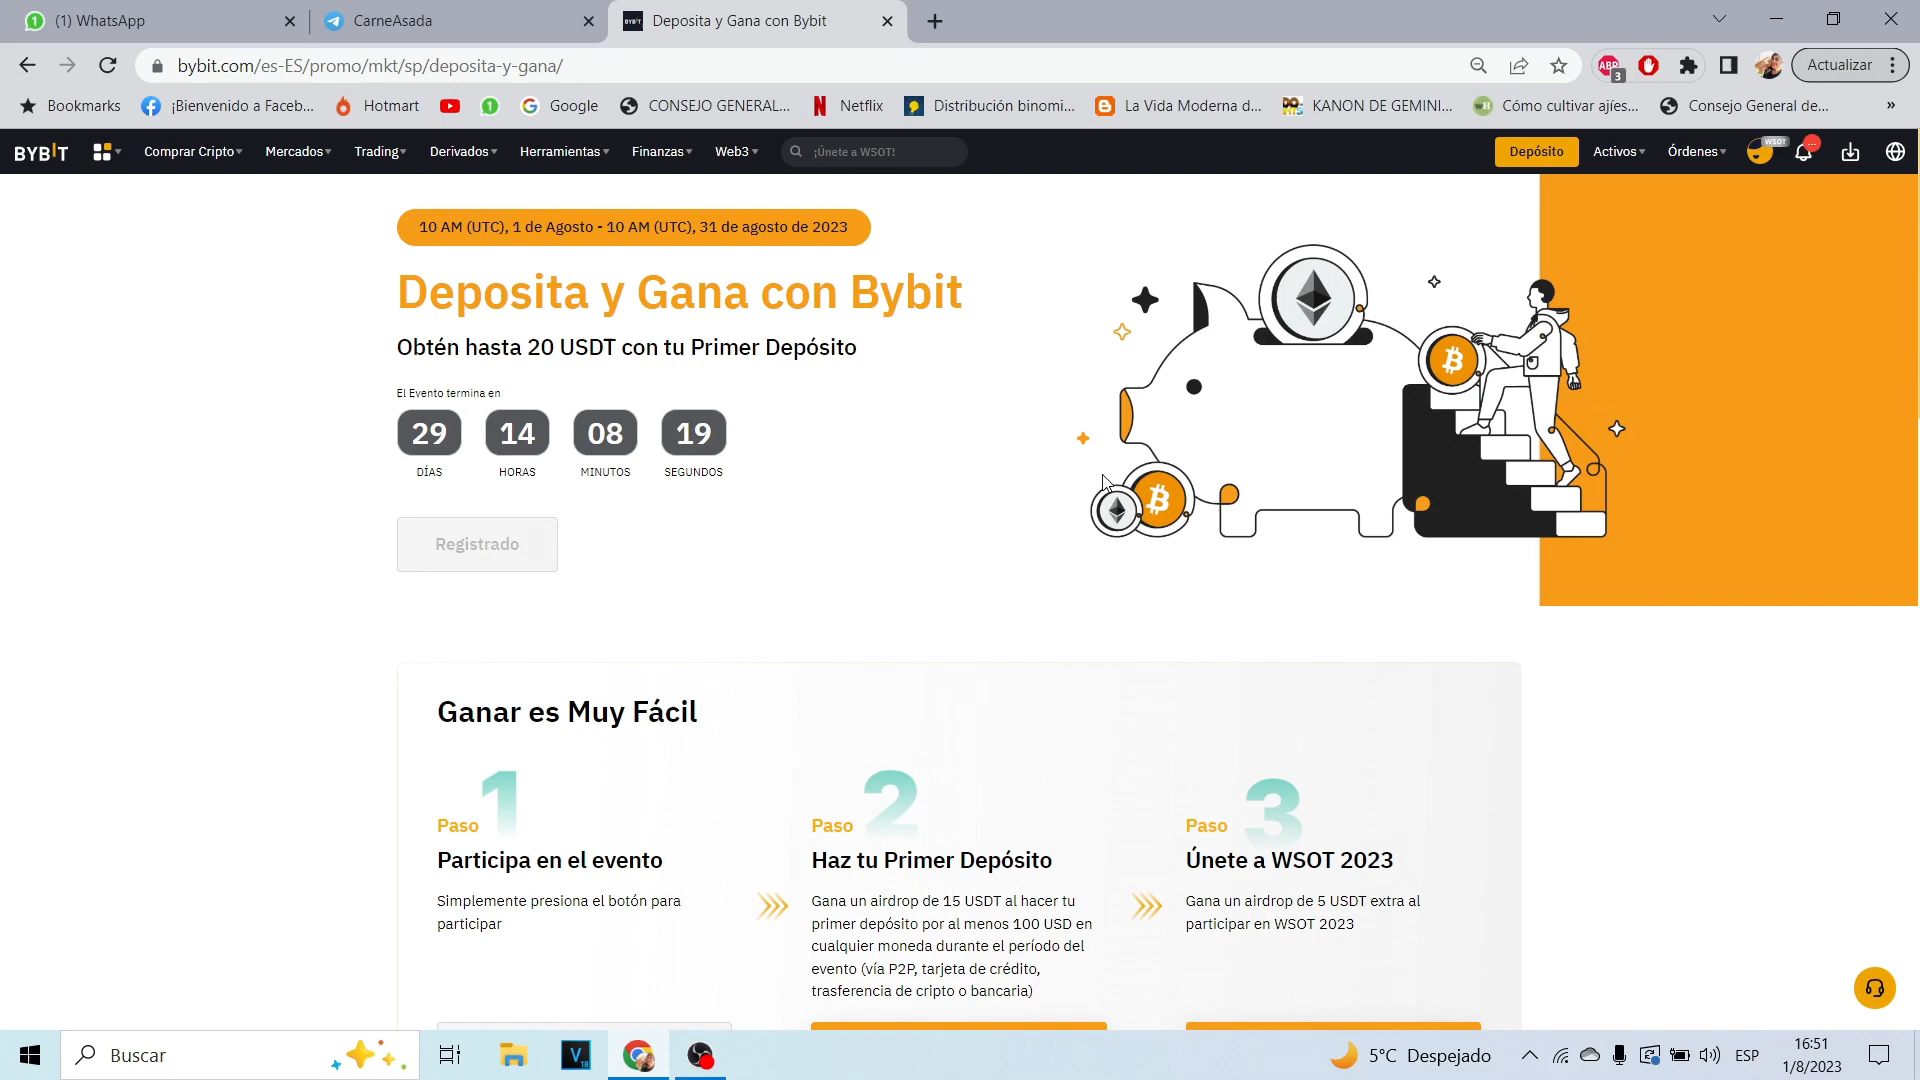 (1) WhatsApp
CarneAsada
BYBIT
Deposita y Gana con Bybit
bybit.com/es-ES/promo/mkt/sp/deposita-y-gana/
ABP
3
Actualizar
Bookmarks
¡Bienvenido a Faceb...
Hotmart
Google
CONSEJO GENERAL...
Netflix
Distribución binomi...
La Vida Moderna d...
KANON DE GEMINI...
Cómo cultivar ajíes...
Consejo General de...
»
BYBIT
Comprar Cripto
Mercados
Trading
Derivados
Herramientas
Finanzas
Web3
¡Únete a WSOT!
Depósito
Activos
Órdenes
WSOT
...
10 AM (UTC), 1 de Agosto - 10 AM (UTC), 31 de agosto de 2023
Deposita y Gana con Bybit
Obtén hasta 20 USDT con tu Primer Depósito
El Evento termina en
29
14
08
19
DÍAS
HORAS
MINUTOS
SEGUNDOS
Registrado
Ganar es Muy Fácil
Paso 1
Participa en el evento
Simplemente presiona el botón para
participar
Paso 2
Haz tu Primer Depósito
Gana un airdrop de 15 USDT al hacer tu
primer depósito por al menos 100 USD en
cualquier moneda durante el período del
evento (vía P2P, tarjeta de crédito,
trasferencia de cripto o bancaria)
Paso 3
Únete a WSOT 2023
Gana un airdrop de 5 USDT extra al
participar en WSOT 2023
Buscar
5°C Despejado
ESP
16:51
1/8/2023